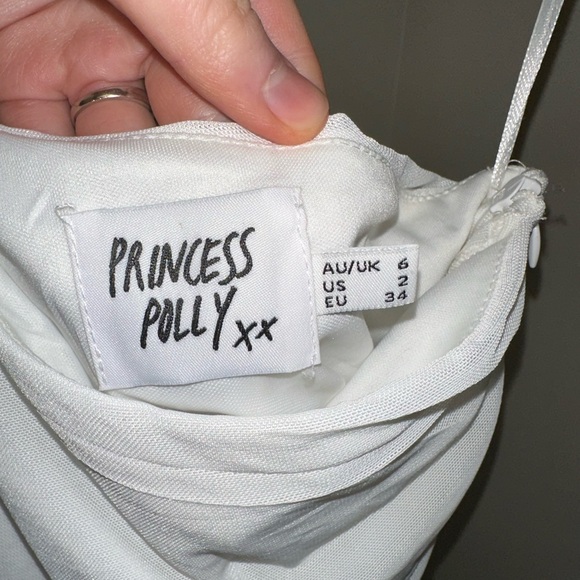 PRINCESS
POLLY xx
AU/UK 6
US 2
EU 34